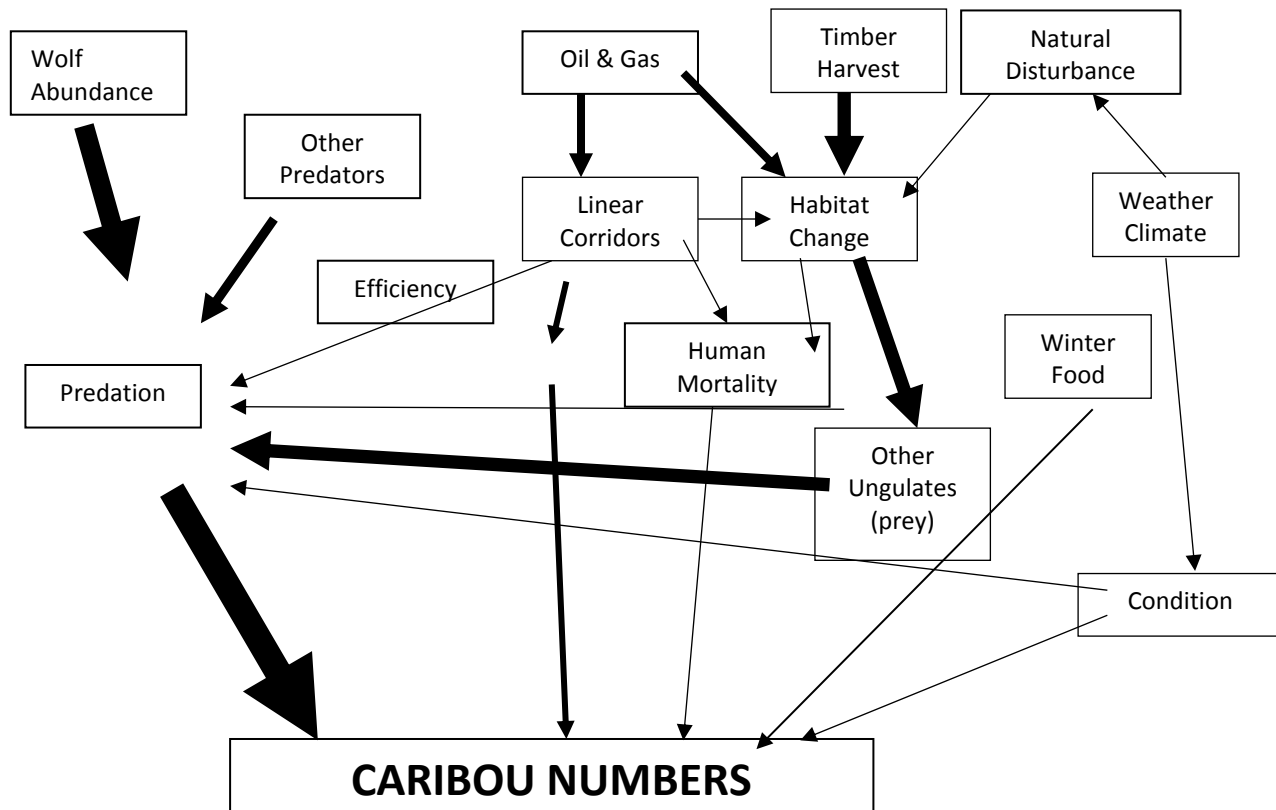 Wolf
Abundance
Oil & Gas
Timber
Harvest
Natural
Disturbance
Other
Predators
Linear
Corridors
Habitat
Change
Weather
Climate
Efficiency
Human
Mortality
Winter
Food
Predation
Other
Ungulates
(prey)
Condition
CARIBOU NUMBERS